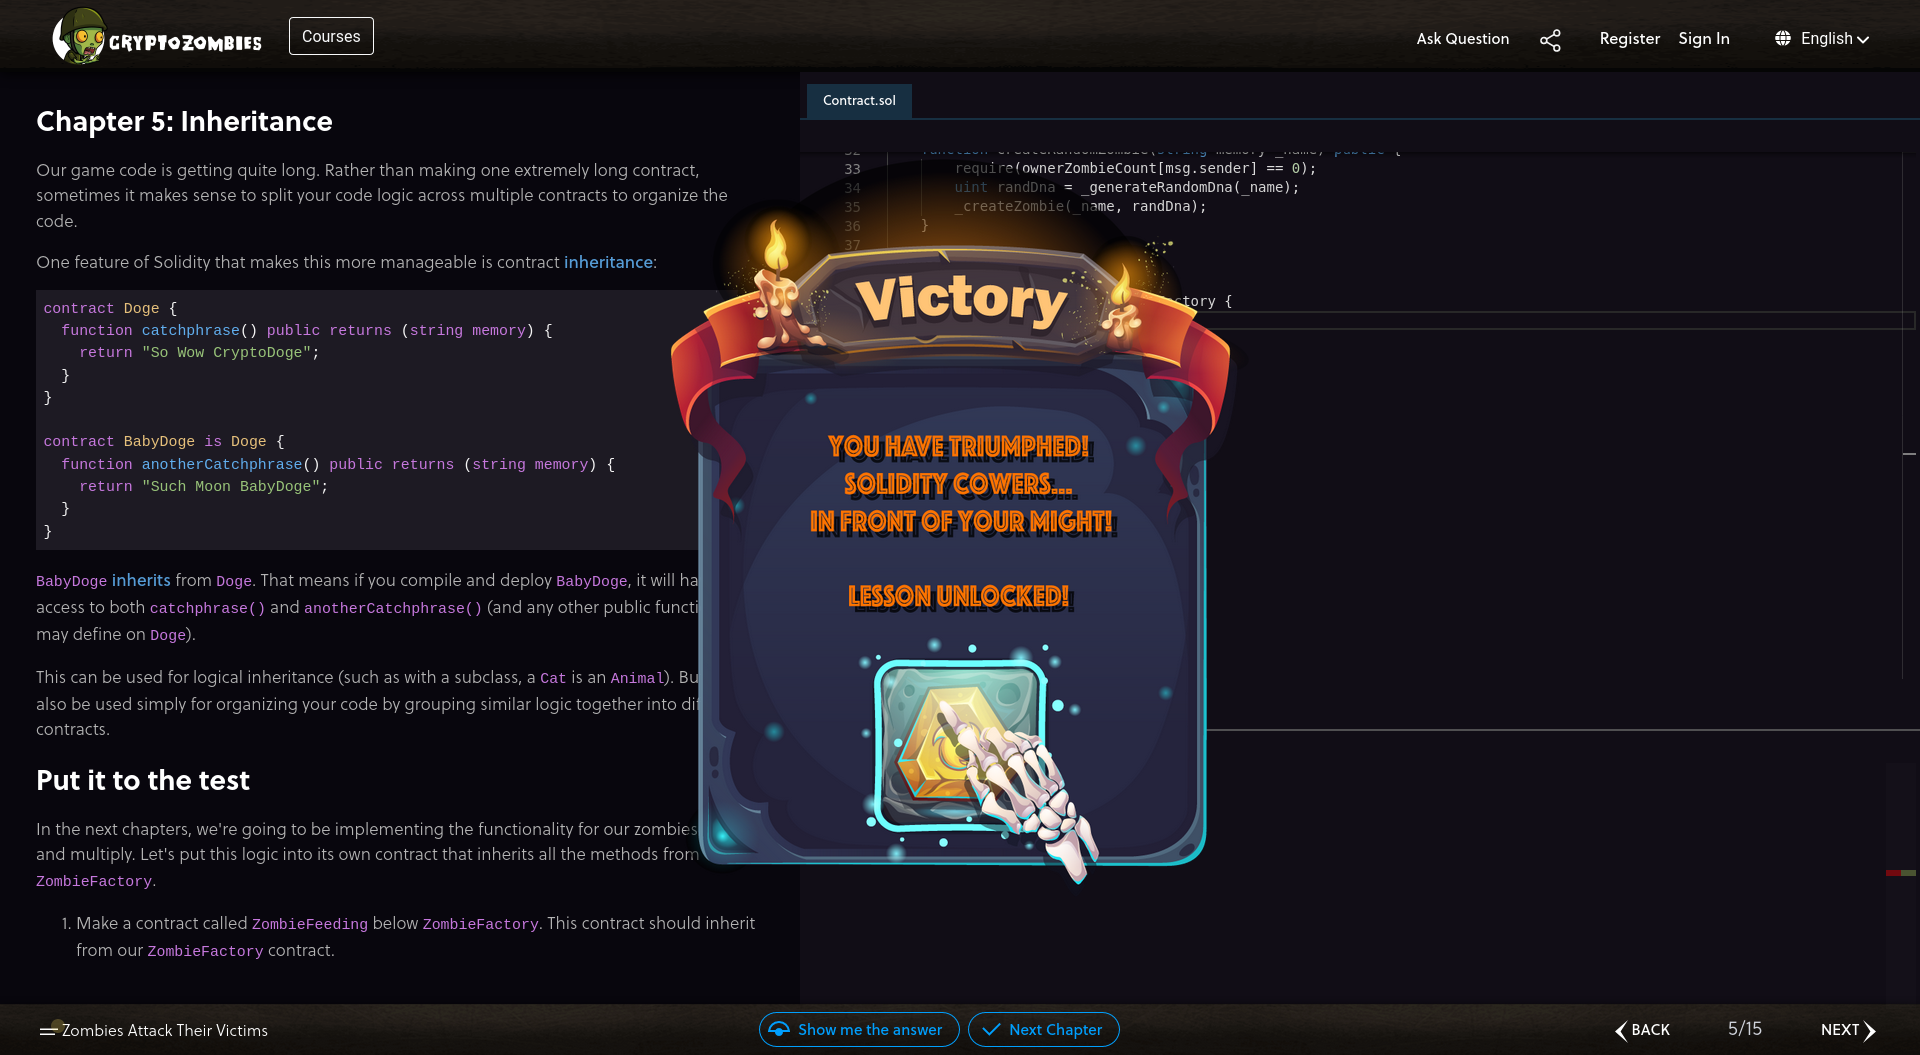 CRYPTOZOMBIES
Courses
Ask Question
Register
Sign In
English
Chapter 5: Inheritance
Our game code is getting quite long. Rather than making one extremely long contract,
sometimes it makes sense to split your code logic across multiple contracts to organize the
code.
One feature of Solidity that makes this more manageable is contract inheritance:
contract Doge {
function catchphrase() public returns (string memory) {
return "So Wow CryptoDoge";
}
}
contract BabyDoge is Doge {
function anotherCatchphrase() public returns (string memory) {
return "Such Moon BabyDoge";
}
}
BabyDoge inherits from Doge. That means if you compile and deploy BabyDoge, it will ha
access to both catchphrase() and anotherCatchphrase() (and any other public functi
may define on Doge).
This can be used for logical inheritance (such as with a subclass, a Cat is an Animal). Bu
also be used simply for organizing your code by grouping similar logic together into dif
contracts.
Put it to the test
In the next chapters, we're going to be implementing the functionality for our zombies
and multiply. Let's put this logic into its own contract that inherits all the methods from
ZombieFactory.
1. Make a contract called ZombieFeeding below ZombieFactory. This contract should inherit
from our ZombieFactory contract.
Contract.sol
32 function createRandomZombie(string memory _name) public {
33 require(ownerZombieCount[msg.sender] == 0);
34 uint randDna = _generateRandomDna(_name);
35 _createZombie(_name, randDna);
36 }
37
actory {
Victory
YOU HAVE TRIUMPHED!
SOLIDITY COWERS...
IN FRONT OF YOUR MIGHT!
LESSON UNLOCKED!
Zombies Attack Their Victims
Show me the answer
Next Chapter
BACK
5/15
NEXT